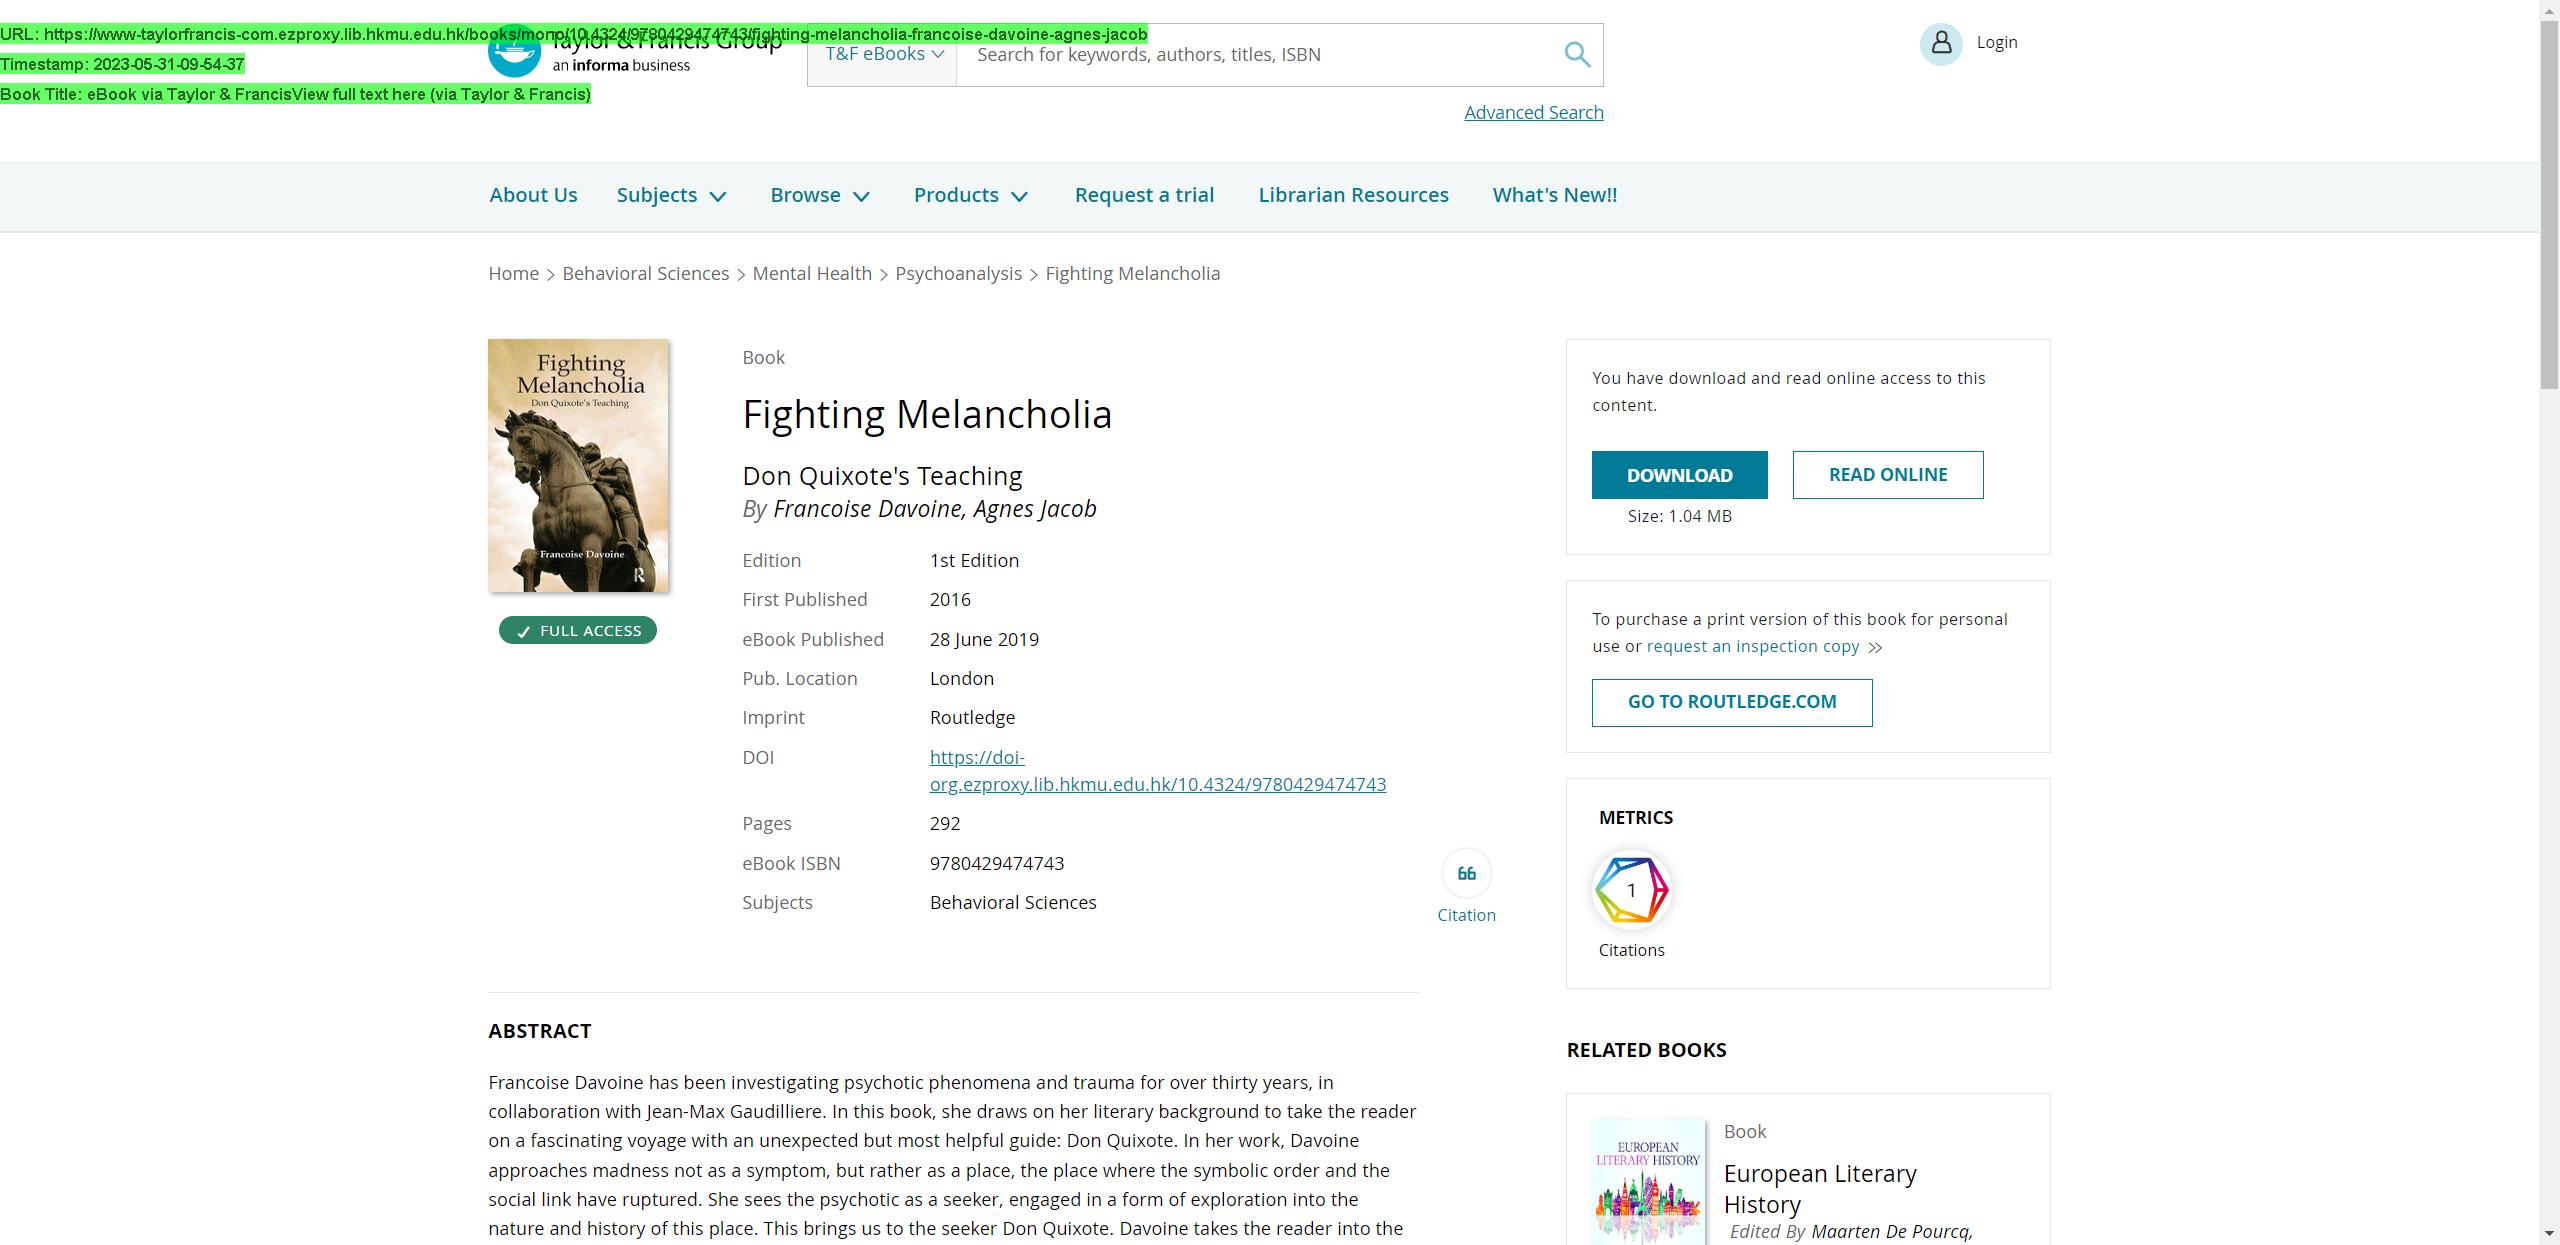 URL: https://www-taylorfrancis-com.ezproxy.lib.hkmu.edu.hk/books/mono/10.4324/9780429474743/fighting-melancholia-francoise-davoine-agnes-jacob
Timestamp: 2023-05-31-09-54-37
Book Title: eBook via Taylor & FrancisView full text here (via Taylor & Francis)
Taylor & Francis Group
an informa business
T&F eBooks
Search for keywords, authors, titles, ISBN
Login
Advanced Search
About Us Subjects Browse Products Request a trial Librarian Resources What's New!!
Home > Behavioral Sciences > Mental Health > Psychoanalysis > Fighting Melancholia
Fighting
Melancholia
Don Quixote's Teaching
Francoise Davoine
R
FULL ACCESS
Book
Fighting Melancholia
Don Quixote's Teaching
By Francoise Davoine, Agnes Jacob
Edition 1st Edition
First Published 2016
eBook Published 28 June 2019
Pub. Location London
Imprint Routledge
DOI https://doi-
org.ezproxy.lib.hkmu.edu.hk/10.4324/9780429474743
Pages 292
eBook ISBN 9780429474743
Subjects Behavioral Sciences
Citation
ABSTRACT
Francoise Davoine has been investigating psychotic phenomena and trauma for over thirty years, in
collaboration with Jean-Max Gaudilliere. In this book, she draws on her literary background to take the reader
on a fascinating voyage with an unexpected but most helpful guide: Don Quixote. In her work, Davoine
approaches madness not as a symptom, but rather as a place, the place where the symbolic order and the
social link have ruptured. She sees the psychotic as a seeker, engaged in a form of exploration into the
nature and history of this place. This brings us to the seeker Don Quixote. Davoine takes the reader into the
You have download and read online access to this
content.
DOWNLOAD READ ONLINE
Size: 1.04 MB
To purchase a print version of this book for personal
use or request an inspection copy >>
GO TO ROUTLEDGE.COM
METRICS
1
Citations
RELATED BOOKS
EUROPEAN
LITERARY HISTORY
Book
European Literary
History
Edited By Maarten De Pourcq,